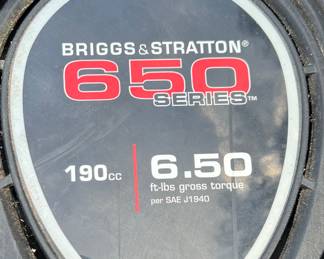 BRIGGS & STRATTON®
650
SERIES™
190cc
6.50
ft-lbs gross torque
per SAE J1940